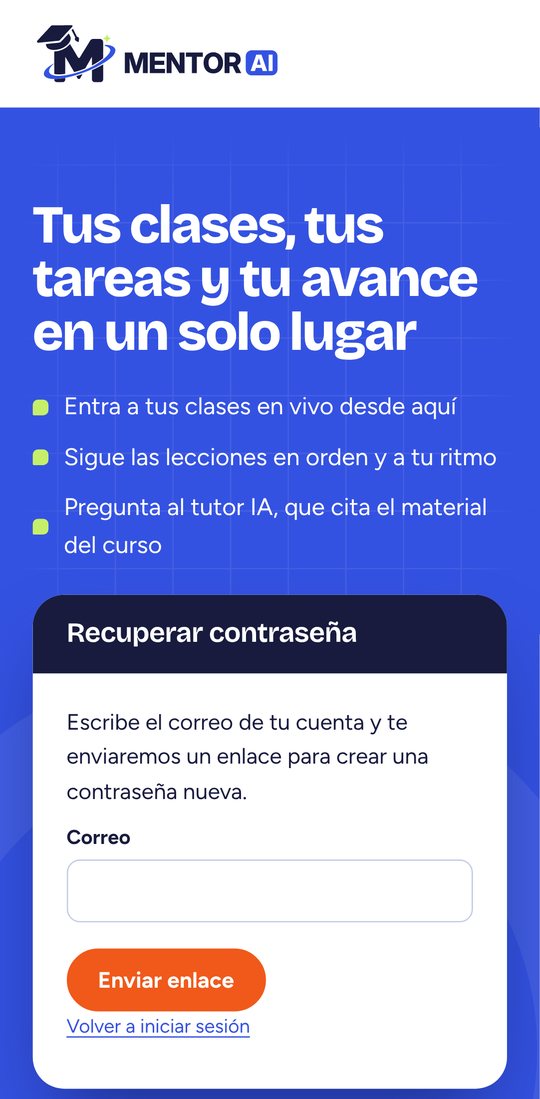 MENTOR AI
Tus clases, tus
tareas y tu avance
en un solo lugar
Entra a tus clases en vivo desde aquí
Sigue las lecciones en orden y a tu ritmo
Pregunta al tutor IA, que cita el material
del curso
Recuperar contraseña
Escribe el correo de tu cuenta y te
enviaremos un enlace para crear una
contraseña nueva.
Correo
Enviar enlace
Volver a iniciar sesión